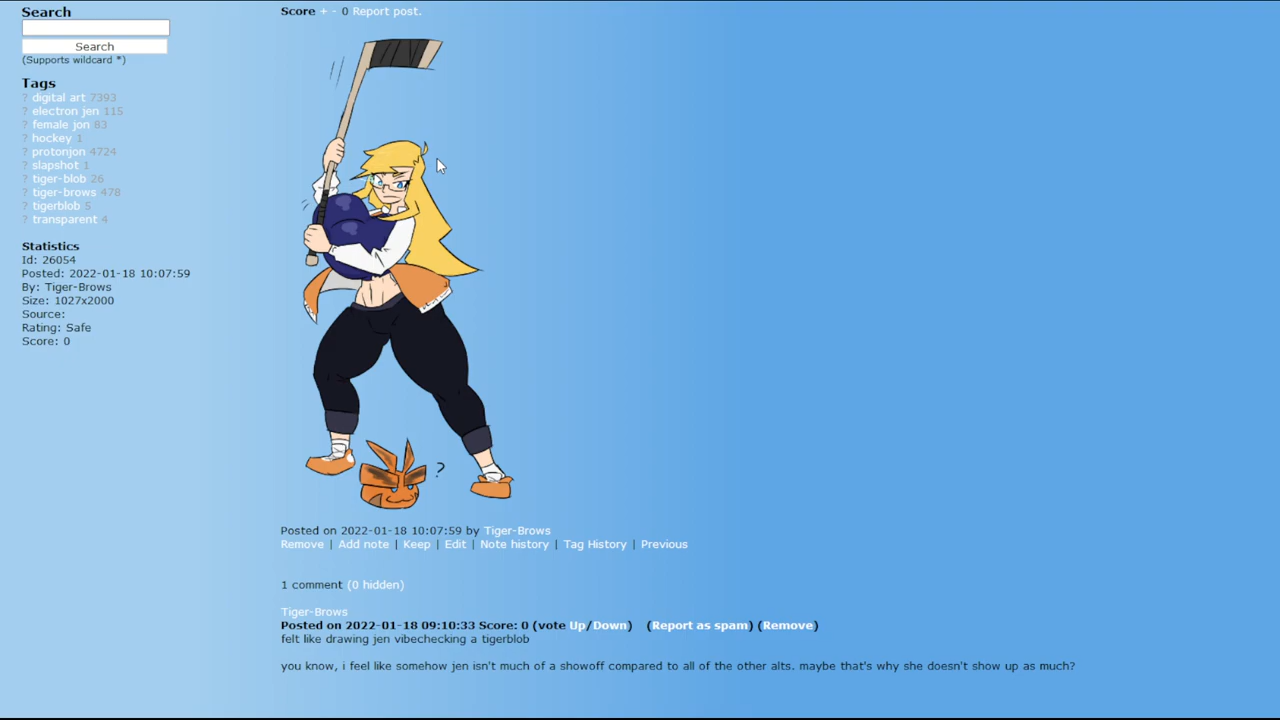 Search
Search
(Supports wildcard *)
Tags
? digital art 7393
? electron jen 115
? female jon 83
? hockey 1
? protonjon 4724
? slapshot 1
? tiger-blob 26
? tiger-brows 478
? tigerblob 5
? transparent 4
Statistics
Id: 26054
Posted: 2022-01-18 10:07:59
By: Tiger-Brows
Size: 1027x2000
Source:
Rating: Safe
Score: 0
Score + - 0 Report post.
?
Posted on 2022-01-18 10:07:59 by Tiger-Brows
Remove | Add note | Keep | Edit | Note history | Tag History | Previous
1 comment (0 hidden)
Tiger-Brows
Posted on 2022-01-18 09:10:33 Score: 0 (vote Up/Down) (Report as spam) (Remove)
felt like drawing jen vibechecking a tigerblob
you know, i feel like somehow jen isn't much of a showoff compared to all of the other alts. maybe that's why she doesn't show up as much?